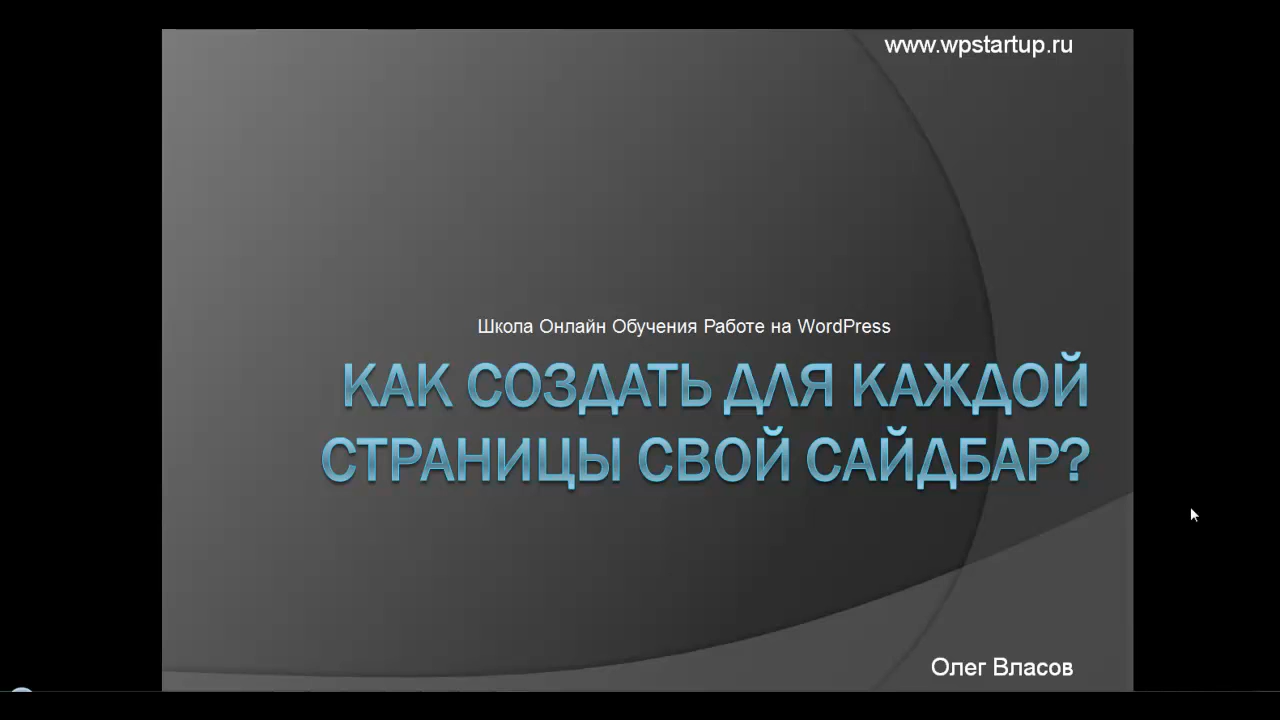 www.wpstartup.ru
Школа Онлайн Обучения Работе на WordPress
КАК СОЗДАТЬ ДЛЯ КАЖДОЙ
СТРАНИЦЫ СВОЙ САЙДБАР?
Олег Власов